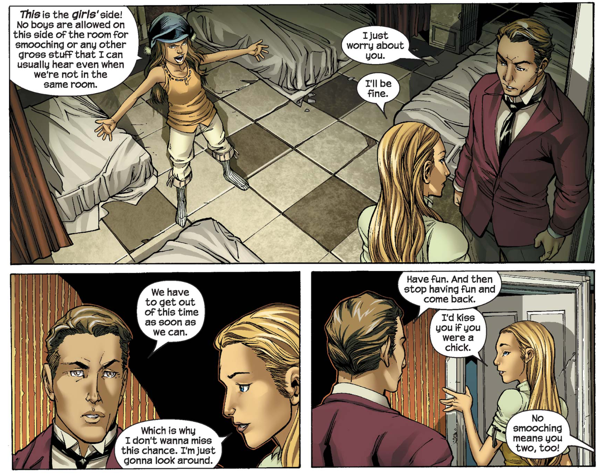 This is the girls' side!
No boys are allowed on
this side of the room for
smooching or any other
gross stuff that I can
usually hear even when
we're not in the
same room.
I just
worry about
you.
I'll be
fine.
We have
to get out
of this time
as soon as
we can.
Which is why
I don't wanna miss
this chance. I'm just
gonna look around.
Have fun. And then
stop having fun and
come back.
I'd kiss
you if you
were a
chick.
No
smooching
means you
two, too!